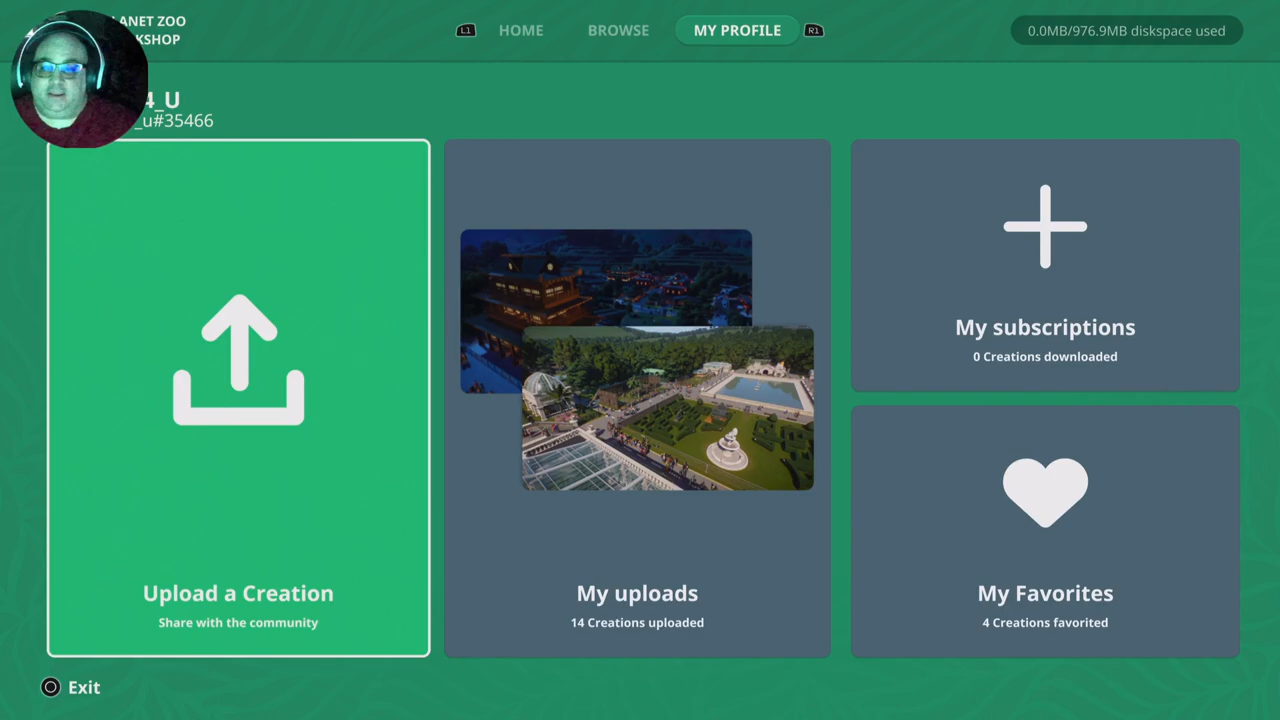 ANET ZOO
KSHOP
L1
HOME
BROWSE
MY PROFILE
R1
0.0MB/976.9MB diskspace used
4_U
_u#35466
Upload a Creation
Share with the community
My uploads
14 Creations uploaded
My subscriptions
0 Creations downloaded
My Favorites
4 Creations favorited
Exit